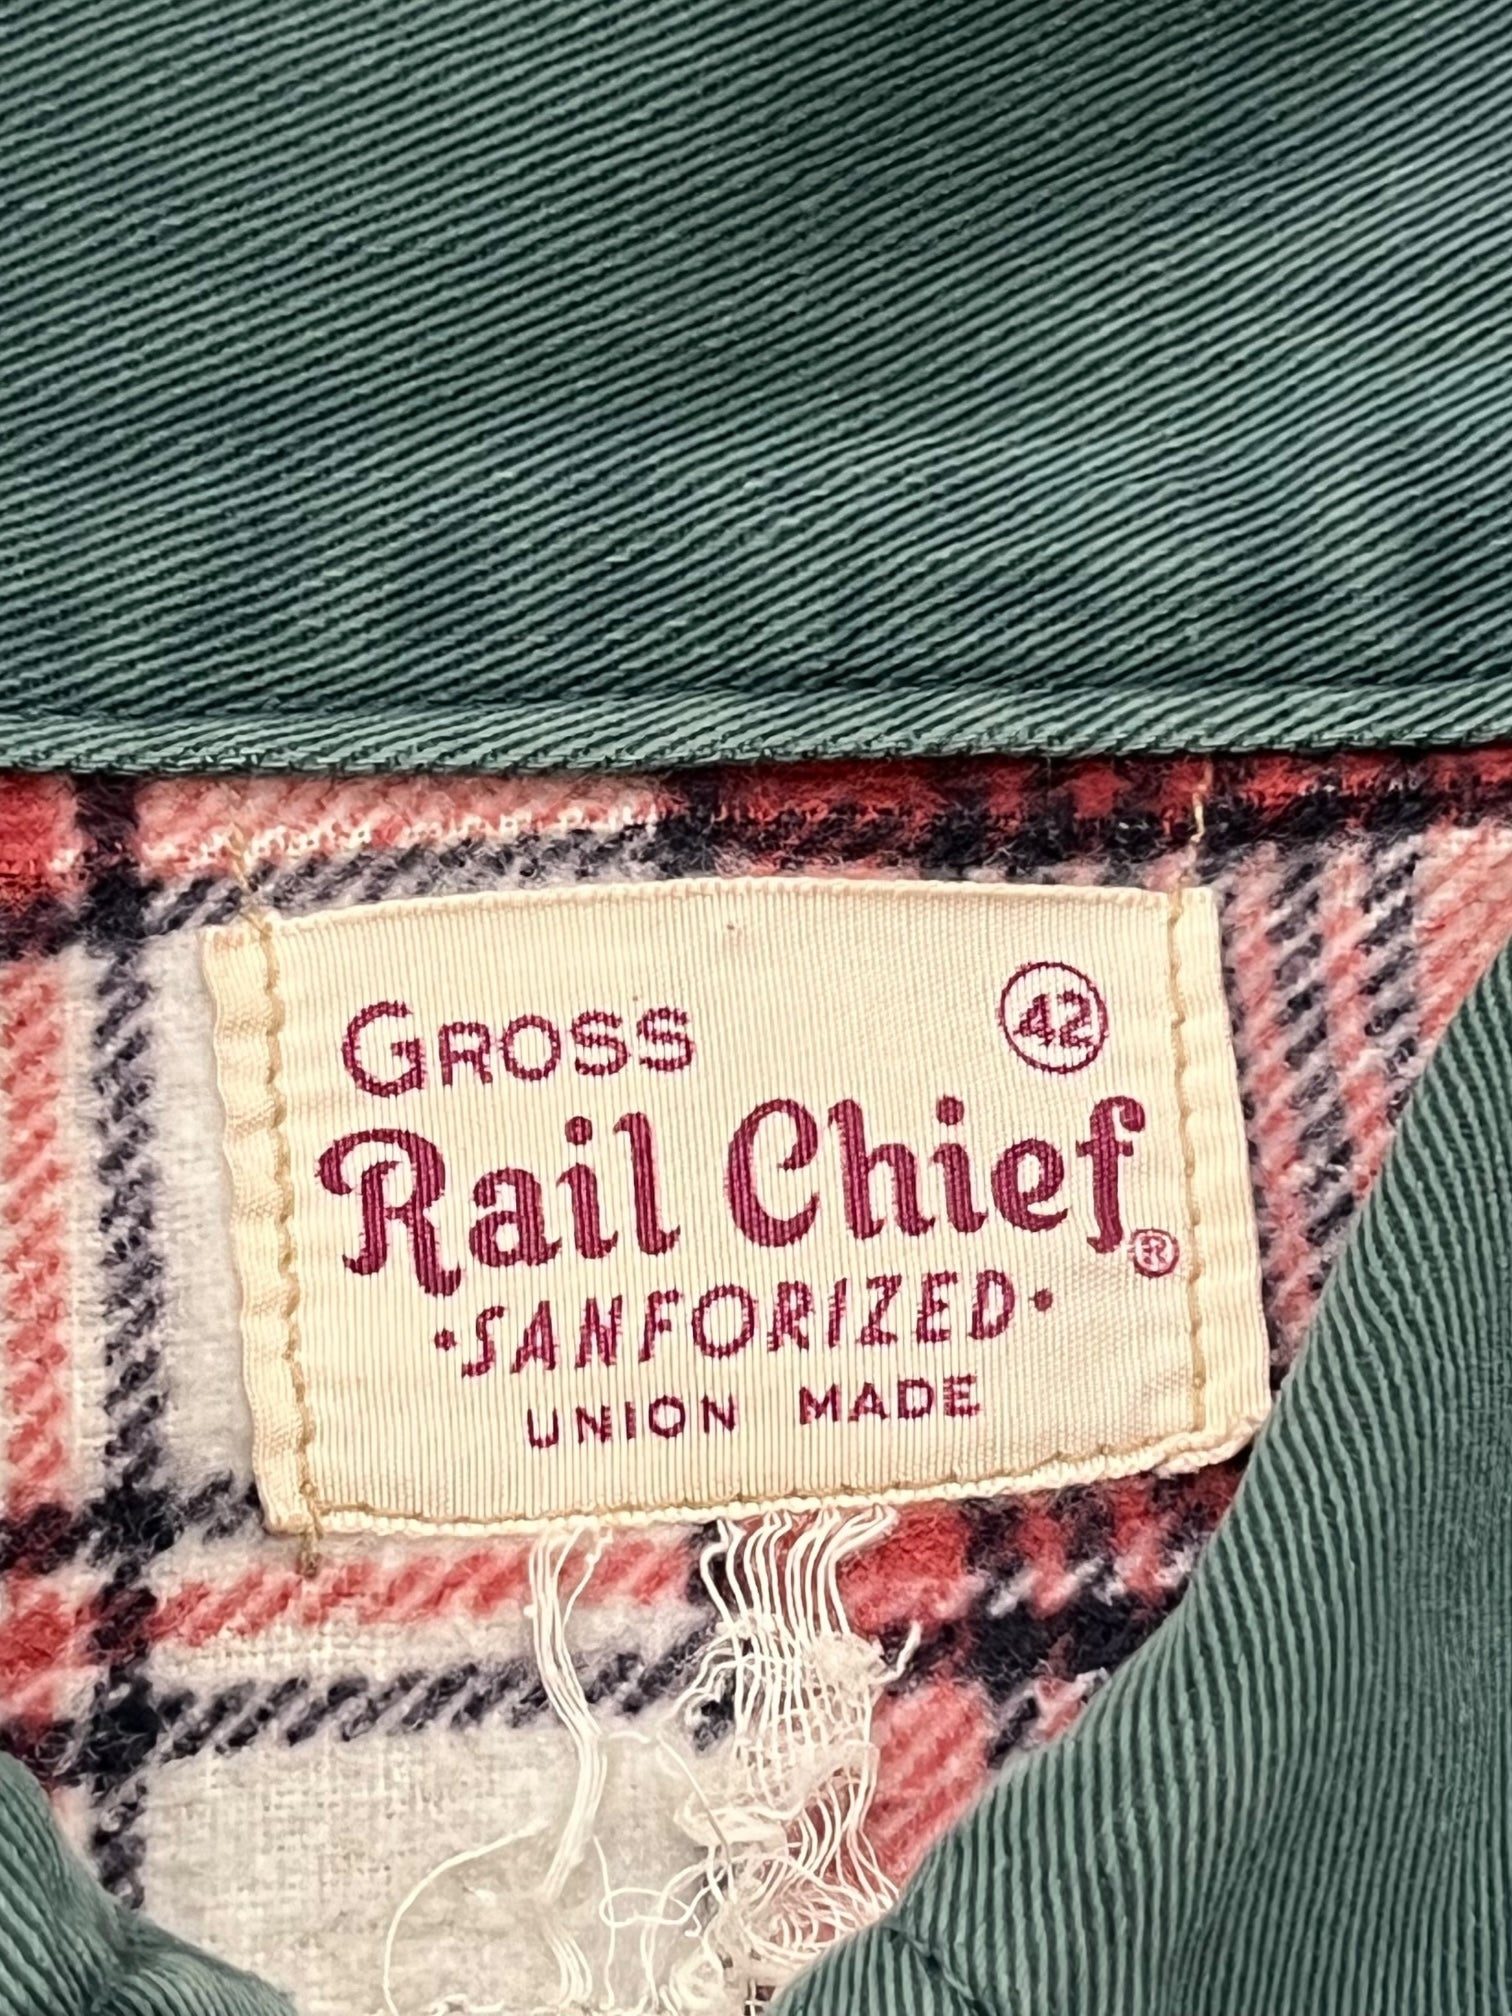 GROSS 42
Rail Chief ®
• SANFORIZED •
UNION MADE